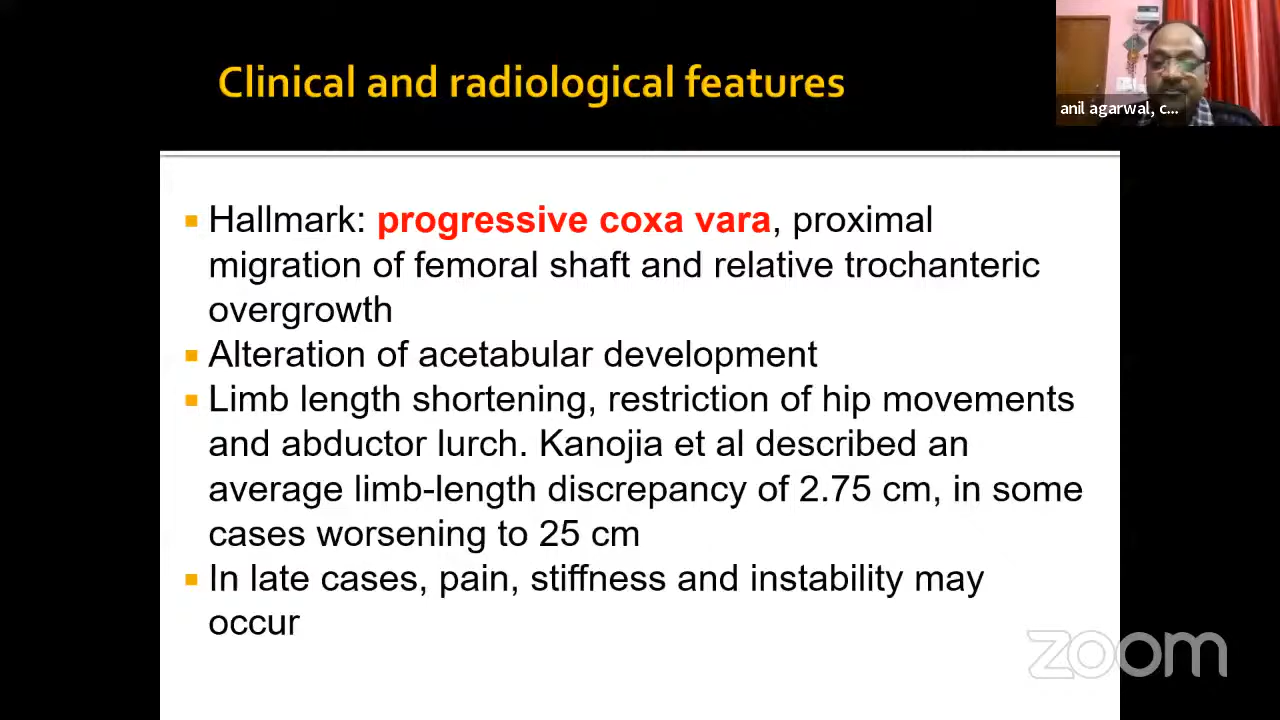 Clinical and radiological features
anil agarwal, c...
Hallmark: progressive coxa vara, proximal
migration of femoral shaft and relative trochanteric
overgrowth
Alteration of acetabular development
Limb length shortening, restriction of hip movements
and abductor lurch. Kanojia et al described an
average limb-length discrepancy of 2.75 cm, in some
cases worsening to 25 cm
In late cases, pain, stiffness and instability may
occur
zoom